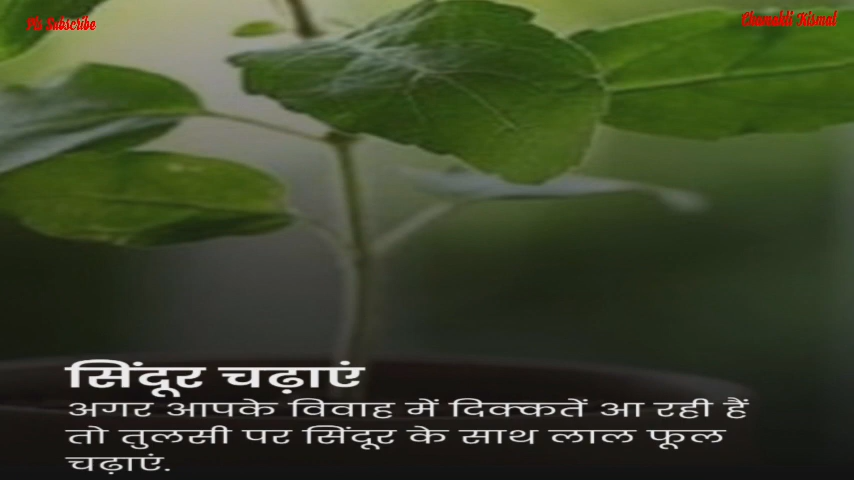 Pls Subscribe
Chamakti Kismat
सिंदूर चढ़ाएं
अगर आपके विवाह में दिक्कतें आ रही हैं
तो तुलसी पर सिंदूर के साथ लाल फूल
चढ़ाएं.